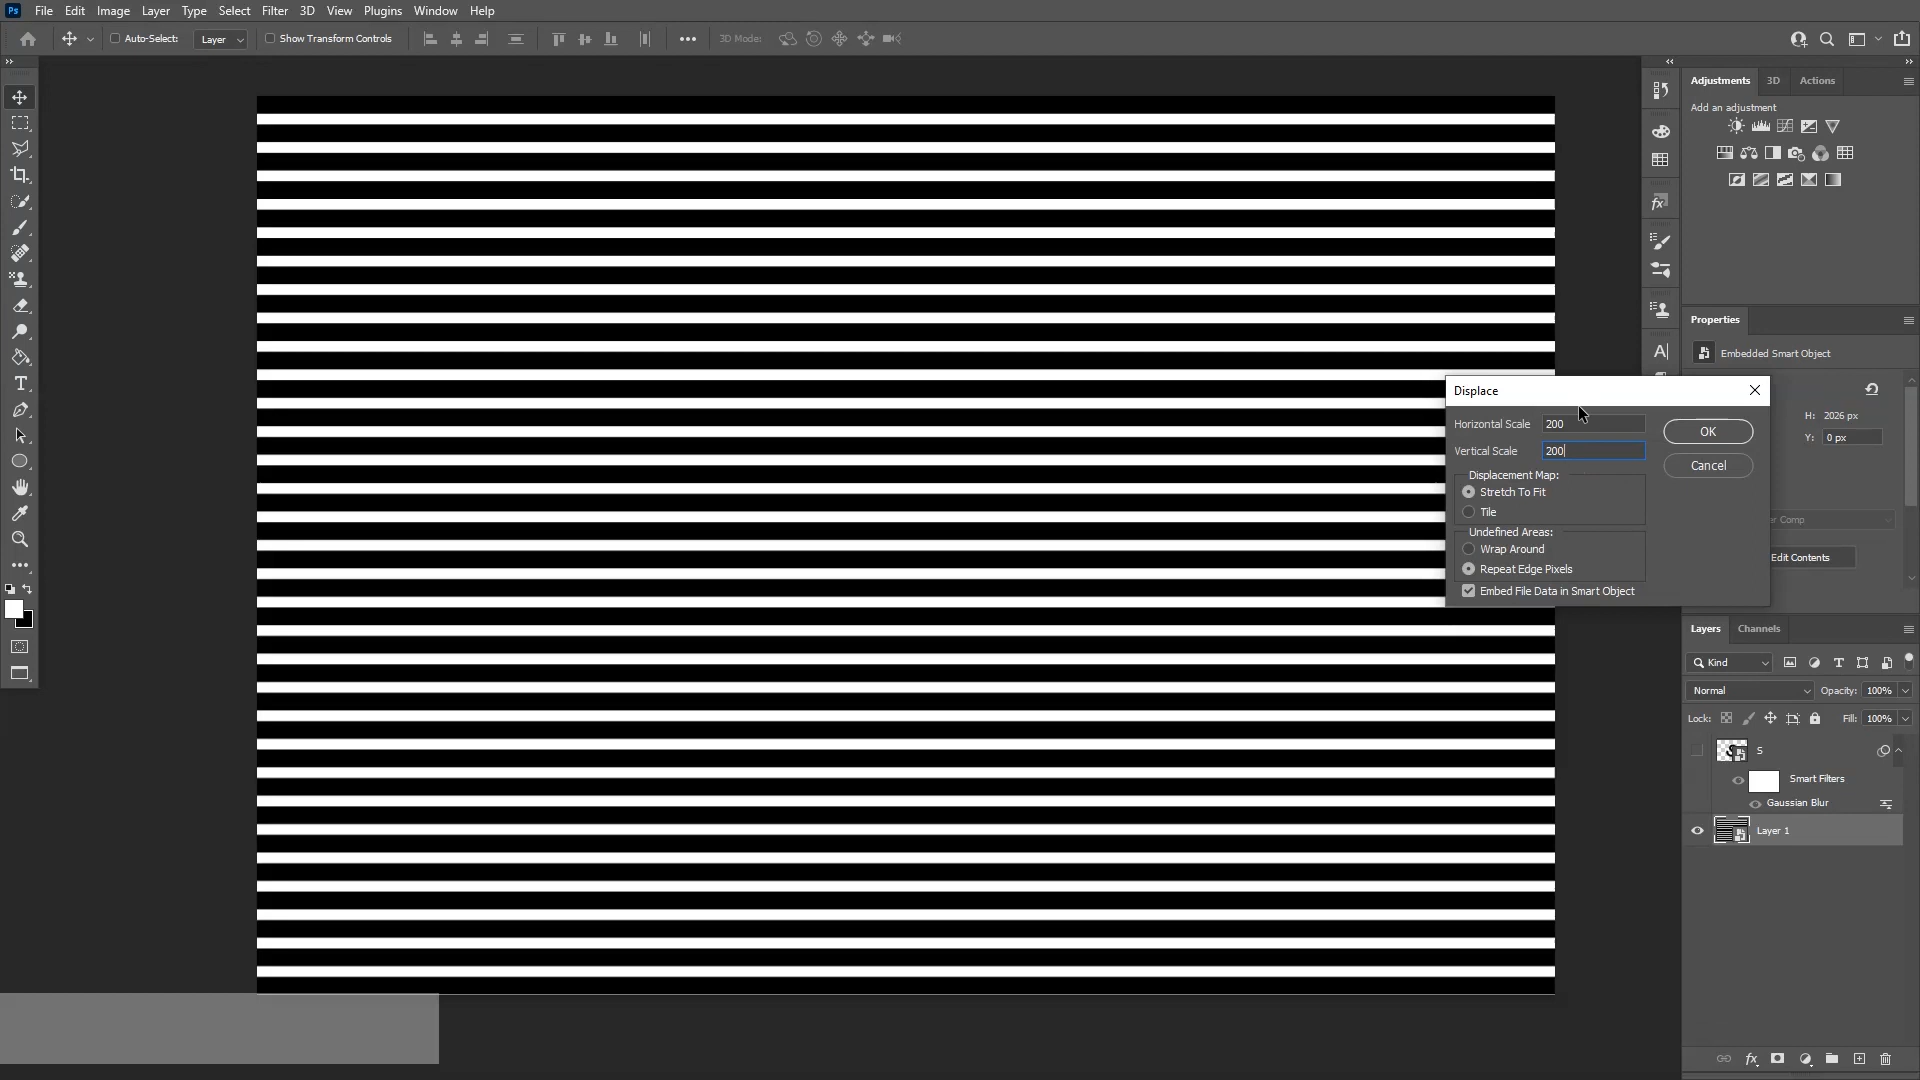 Ps File Edit Image Layer Type Select Filter 3D View Plugins Window Help
Auto-Select: Layer Show Transform Controls 3D Mode:
Adjustments 3D Actions
Add an adjustment
Properties
Embedded Smart Object
H: 2026 px
Y: 0 px
Edit Contents
Displace
Horizontal Scale 200 OK
Vertical Scale 200 Cancel
Displacement Map:
Stretch To Fit
Tile
Undefined Areas:
Wrap Around
Repeat Edge Pixels
Embed File Data in Smart Object
Layers Channels
Kind
Normal Opacity: 100%
Lock: Fill: 100%
S
Smart Filters
Gaussian Blur
Layer 1